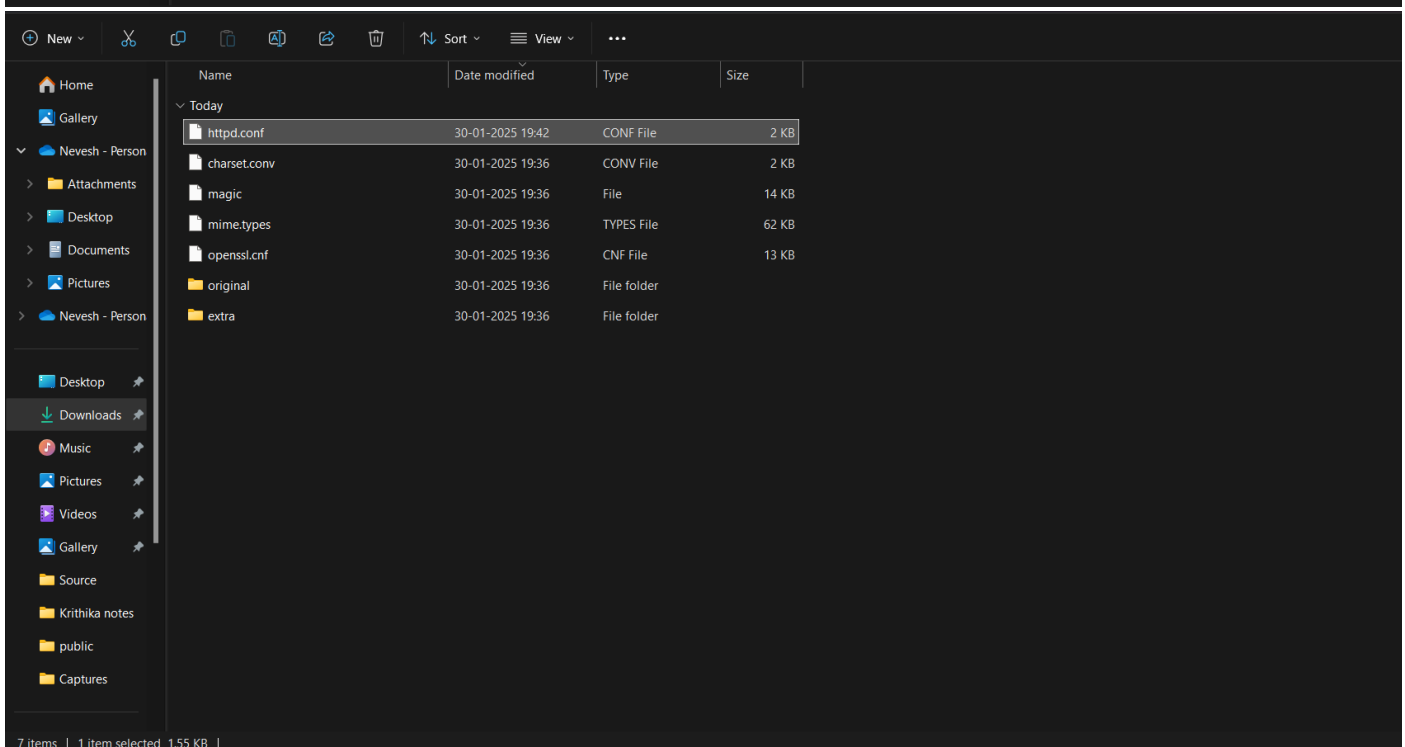 New Sort View •••
Name Date modified Type Size
Today
httpd.conf 30-01-2025 19:42 CONF File 2 KB
charset.conv 30-01-2025 19:36 CONV File 2 KB
magic 30-01-2025 19:36 File 14 KB
mime.types 30-01-2025 19:36 TYPES File 62 KB
openssl.cnf 30-01-2025 19:36 CNF File 13 KB
original 30-01-2025 19:36 File folder
extra 30-01-2025 19:36 File folder
Home
Gallery
Nevesh - Person
Attachments
Desktop
Documents
Pictures
Nevesh - Person
Desktop
Downloads
Music
Pictures
Videos
Gallery
Source
Krithika notes
public
Captures
7 items | 1 item selected 1.55 KB |